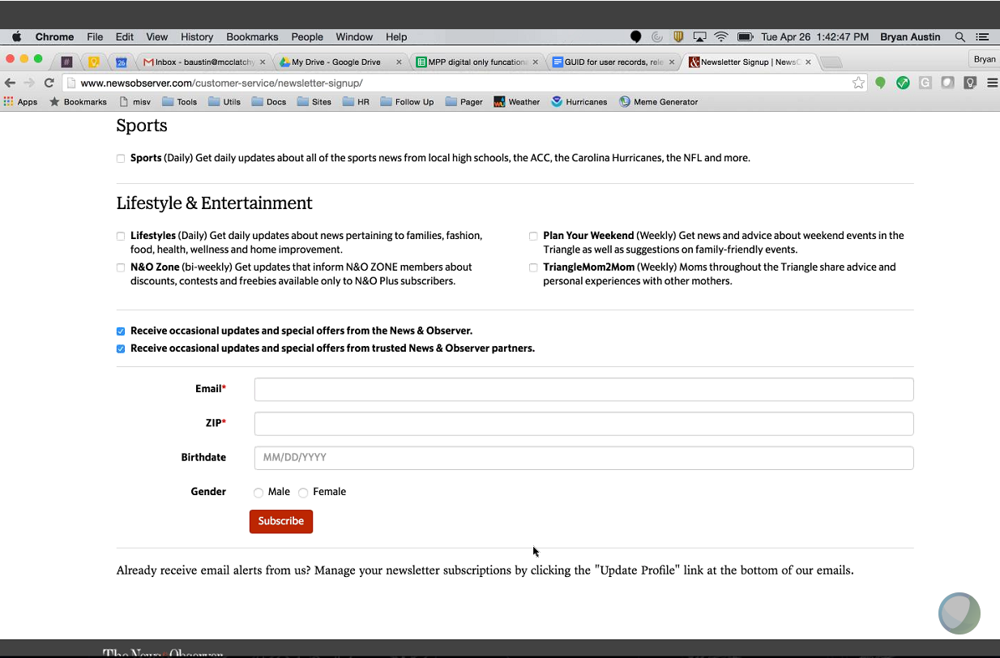 Chrome File Edit View History Bookmarks People Window Help Tue Apr 26 1:42:47 PM Bryan Austin
# 26 Inbox - baustin@mcclatchy My Drive - Google Drive MPP digital only funcational GUID for user records, rele Newsletter Signup | NewsO Bryan
www.newsobserver.com/customer-service/newsletter-signup/
Apps Bookmarks misv Tools Utils Docs Sites HR Follow Up Pager Weather Hurricanes Meme Generator
Sports
Sports (Daily) Get daily updates about all of the sports news from local high schools, the ACC, the Carolina Hurricanes, the NFL and more.
Lifestyle & Entertainment
Lifestyles (Daily) Get daily updates about news pertaining to families, fashion,
food, health, wellness and home improvement.
N&O Zone (bi-weekly) Get updates that inform N&O ZONE members about
discounts, contests and freebies available only to N&O Plus subscribers.
Plan Your Weekend (Weekly) Get news and advice about weekend events in the
Triangle as well as suggestions on family-friendly events.
TriangleMom2Mom (Weekly) Moms throughout the Triangle share advice and
personal experiences with other mothers.
Receive occasional updates and special offers from the News & Observer.
Receive occasional updates and special offers from trusted News & Observer partners.
Email*
ZIP*
Birthdate MM/DD/YYYY
Gender Male Female
Subscribe
Already receive email alerts from us? Manage your newsletter subscriptions by clicking the "Update Profile" link at the bottom of our emails.
The News&Observer